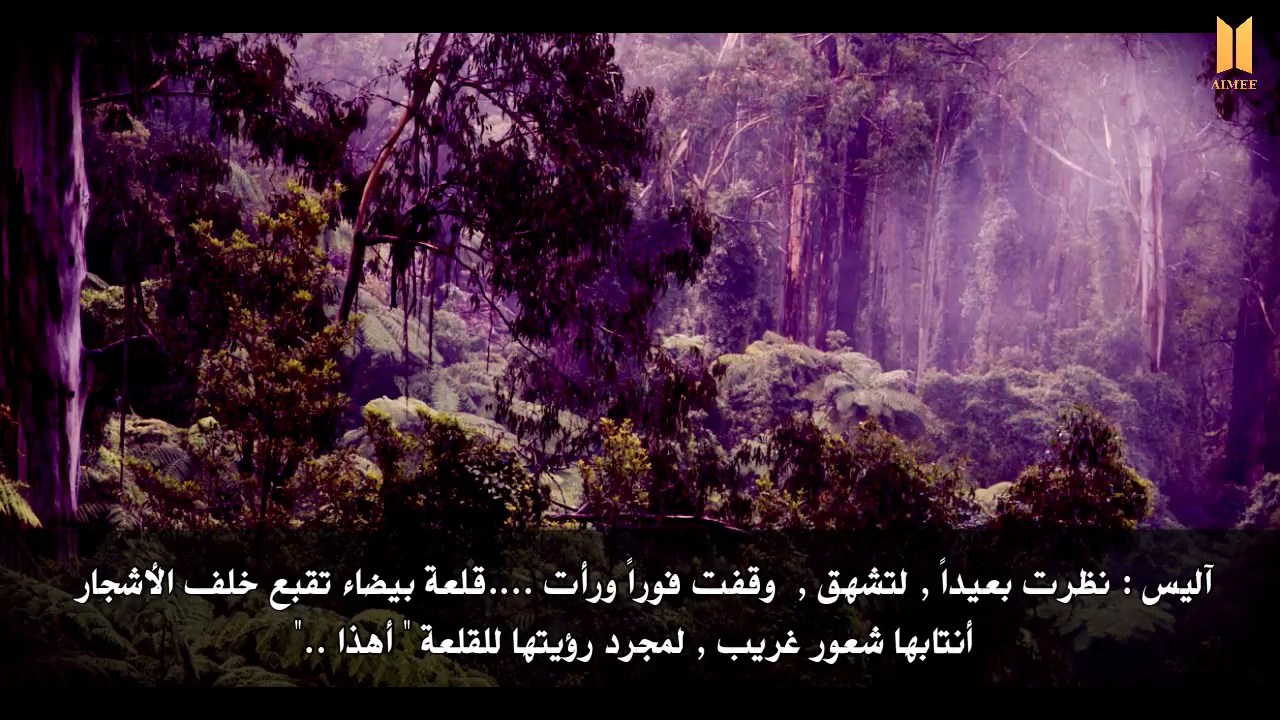 AIMEE
آليس : نظرت بعيداً , لتشهق , وقفت فوراً ورأت ....قلعة بيضاء تقبع خلف الأشجار
أنتابها شعور غريب , لمجرد رؤيتها للقلعة " أهذا .."